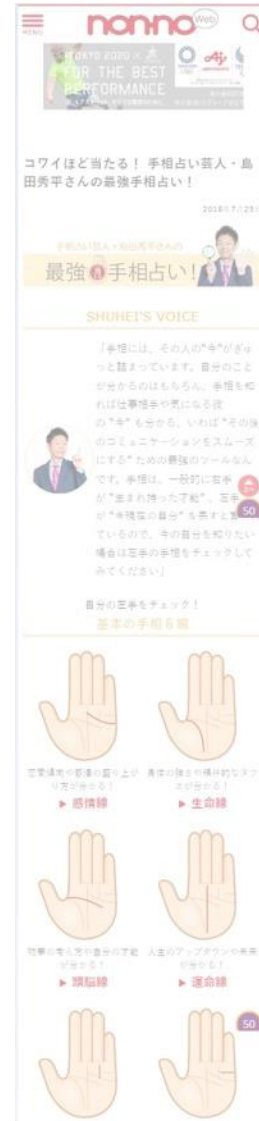 MENU
non-no Web
TOKYO 2020 ×
FOR THE BEST
PERFORMANCE
コワイほど当たる！ 手相占い芸人・島
田秀平さんの最強手相占い！
手相占い芸人・島田秀平さんの
最強手相占い！
SHUHEI'S VOICE
「手相には、その人の“今”がぎゅ
っと詰まっています。自分のこと
が分かるのはもちろん、手相を知
れば仕事相手や気になる彼
の“今”も分かる。いわば“その後
のコミュニケーションをスムーズ
にする”ための最強のツールなん
です。手相は、一般的に右手
が“生まれ持った才能”、左手
が“今現在の自分”を表すと
ているので、今の自分を知りたい
場合は左手の手相をチェックして
みてください」
50
自分の左手をチェック！
基本の手相8線
恋愛傾向や感情の盛り上が
り方が分かる！
▶ 感情線
身体の強さや精神的なタフ
さが分かる！
▶ 生命線
物事の考え方や自分の才能
が分かる！
▶ 頭脳線
人生のアップダウンや未来
が分かる！
▶ 運命線
50